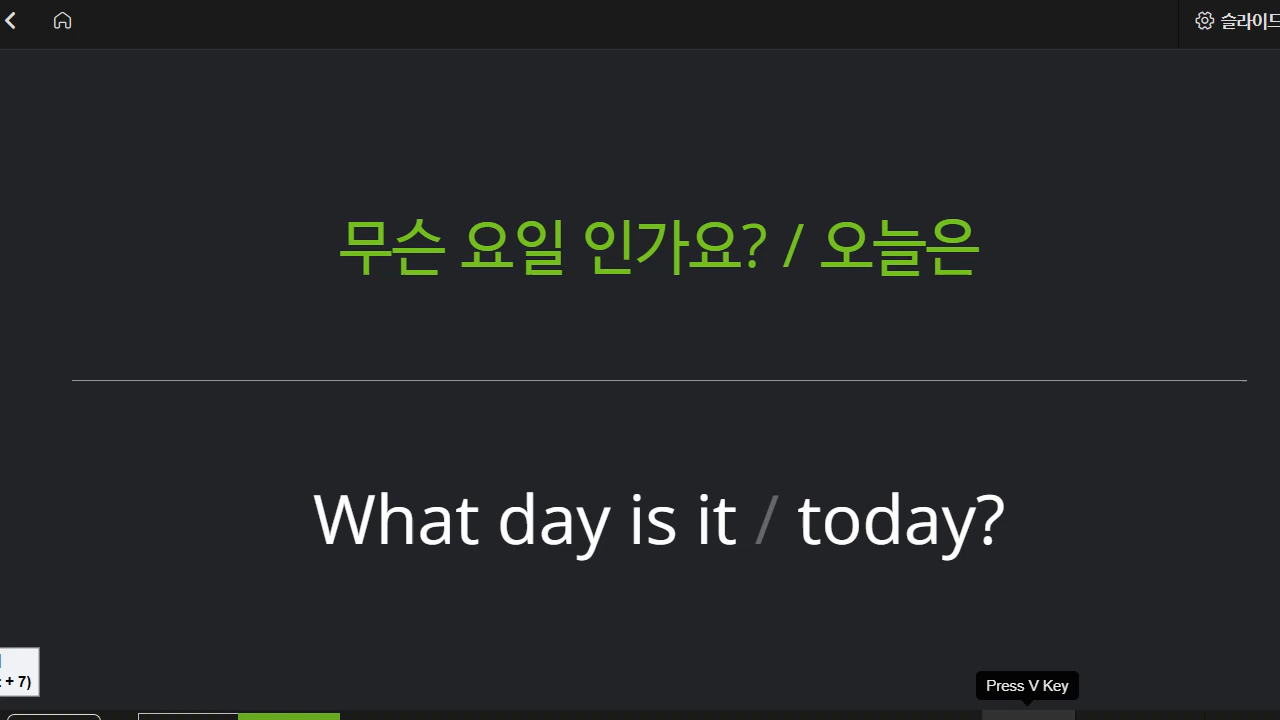 슬라이드
무슨 요일 인가요? / 오늘은
What day is it / today?
+ 7)
Press V Key